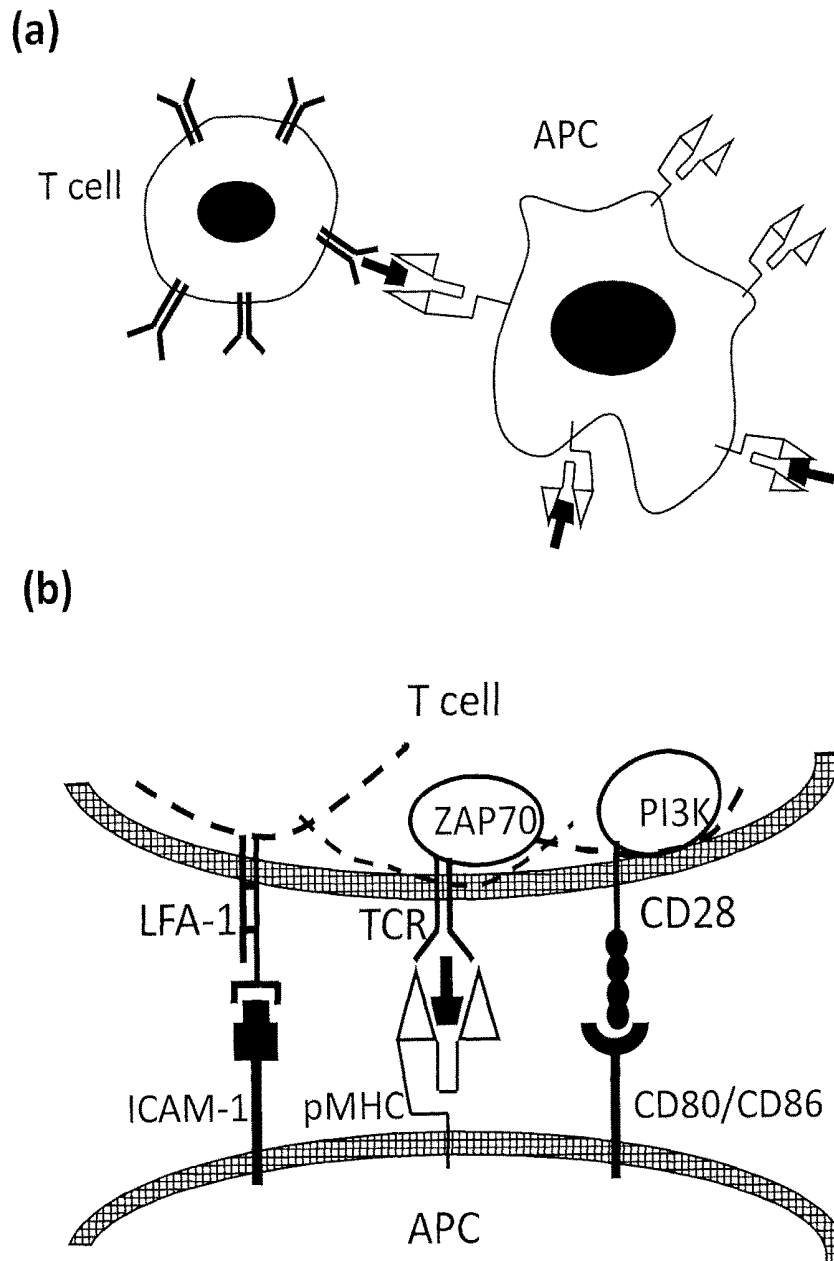 (a)
APC
T cell
(b)
T cell
ZAP70 PI3K
LFA-1 TCR CD28
ICAM-1 pMHC CD80/CD86
APC